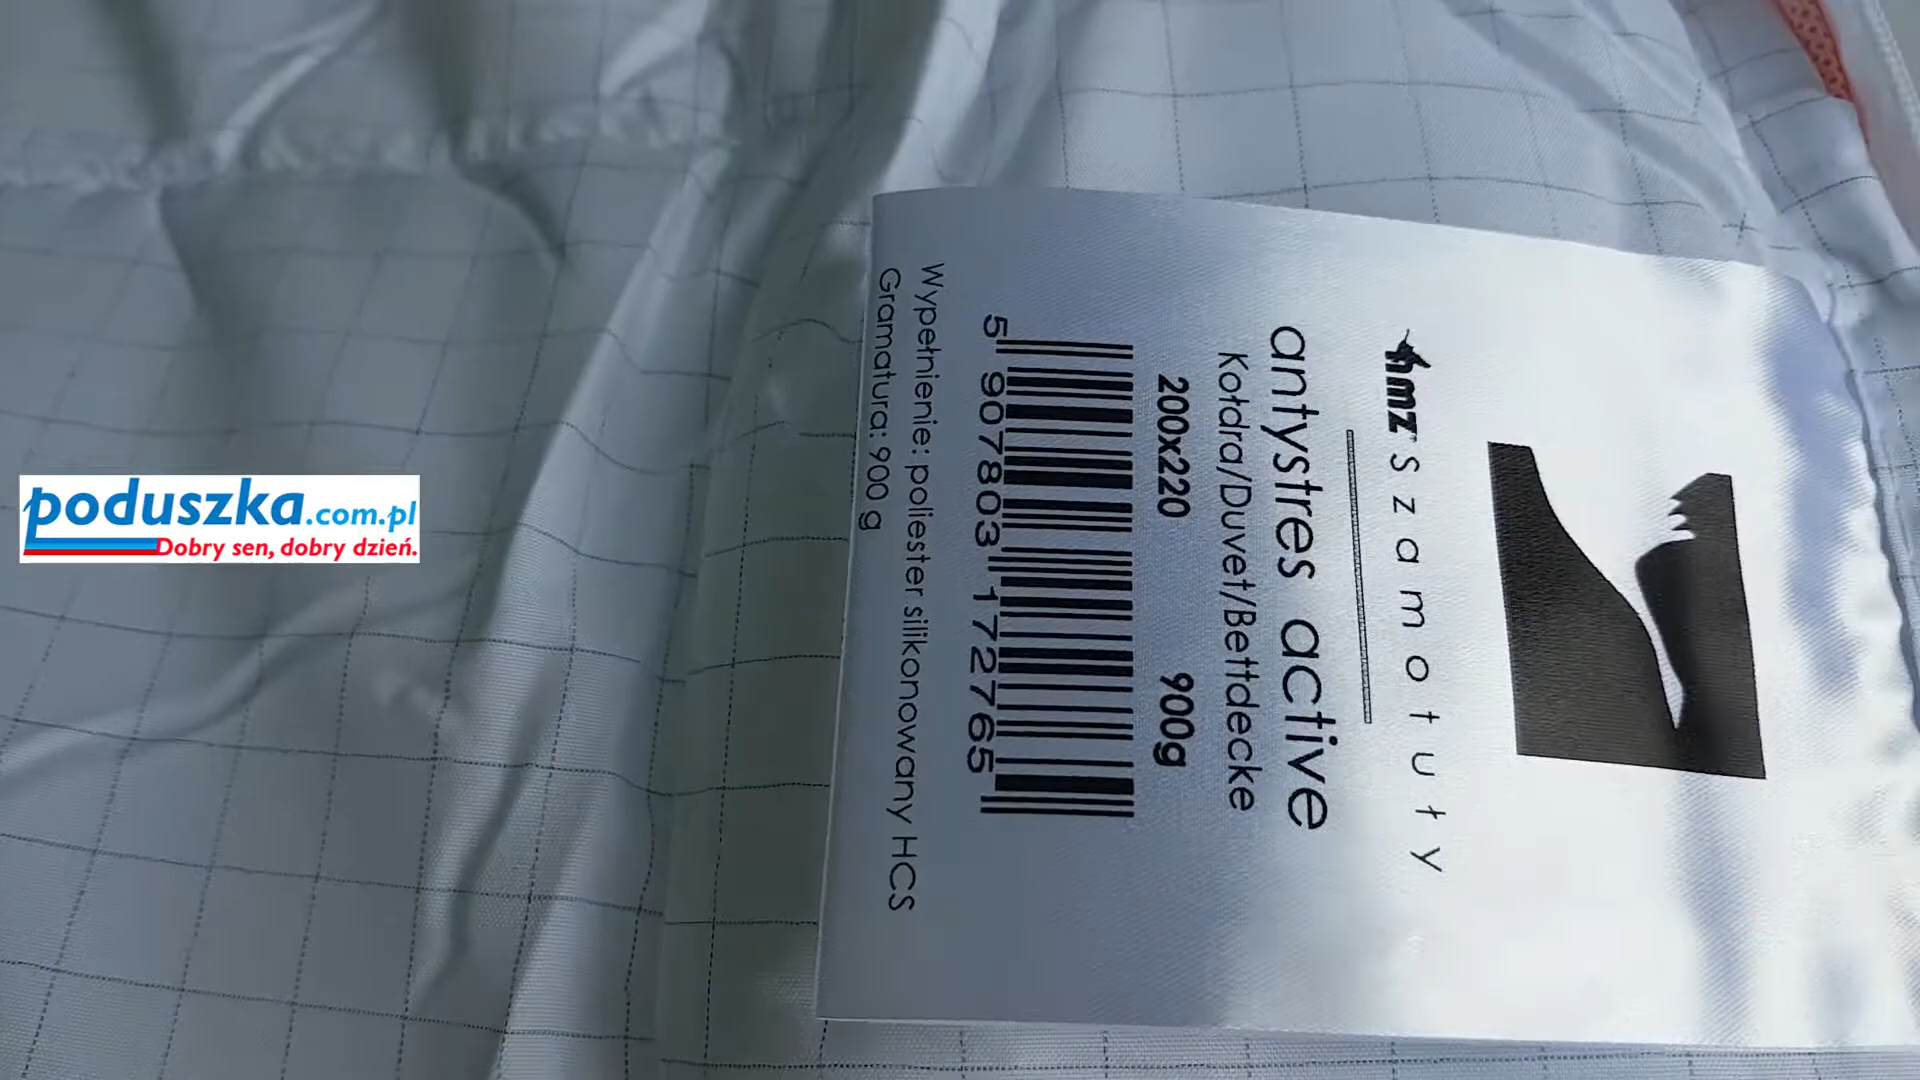 poduszka.com.pl
Dobry sen, dobry dzień.
amz szamotuły
antystres active
Kołdra/Duvet/Bettdecke
200x220 900g
5 907803 172765
Wypełnienie: poliester silikonowany HCS
Gramatura: 900 g